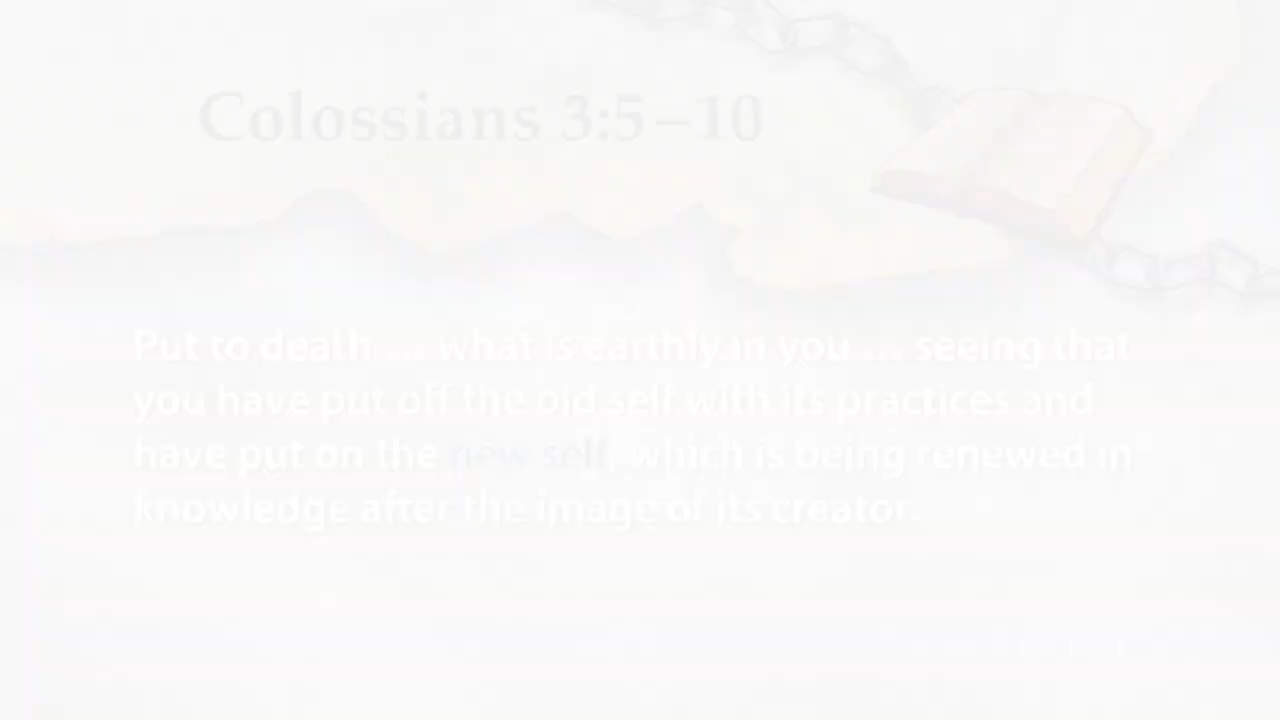 Colossians 3:5–10
Put to death … what is earthly in you … seeing that
you have put off the old self with its practices and
have put on the new self, which is being renewed in
knowledge after the image of its creator.